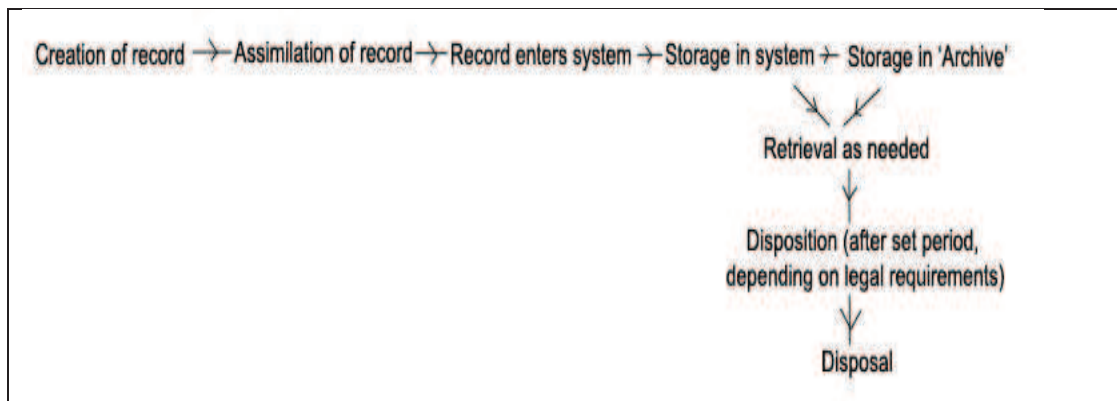 Creation of record Assimilation of record Record enters system Storage in system Storage in 'Archive'
Retrieval as needed
Disposition (after set period,
depending on legal requirements)
Disposal